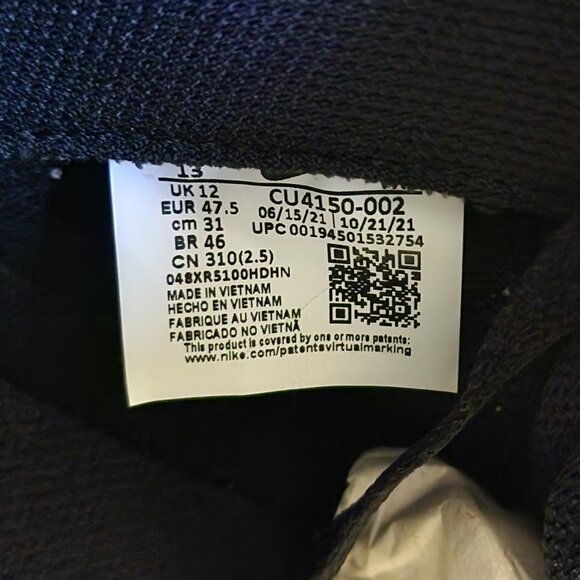 13
UK 12
EUR 47.5
cm 31
BR 46
CN 310(2.5)
048XR5100HDHN
MADE IN VIETNAM
HECHO EN VIETNAM
FABRIQUE AU VIETNAM
FABRICADO NO VIETNÃ
CU4150-002
06/15/21 | 10/21/21
UPC 00194501532754
This product is covered by one or more patents:
www.nike.com/patentsvirtualmarking